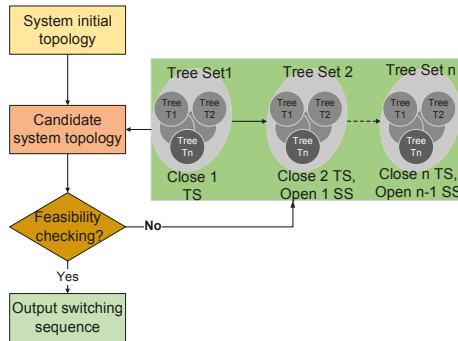 System initial
topology
Candidate
system topology
Feasibility
checking?
No
Yes
Output switching
sequence
Tree Set1
Tree
T1
Tree
T2
Tree
Tn
Close 1
TS
Tree Set 2
Tree
T1
Tree
T2
Tree
Tn
Close 2 TS,
Open 1 SS
Tree Set n
Tree
T1
Tree
T2
Tree
Tn
Close n TS,
Open n-1 SS